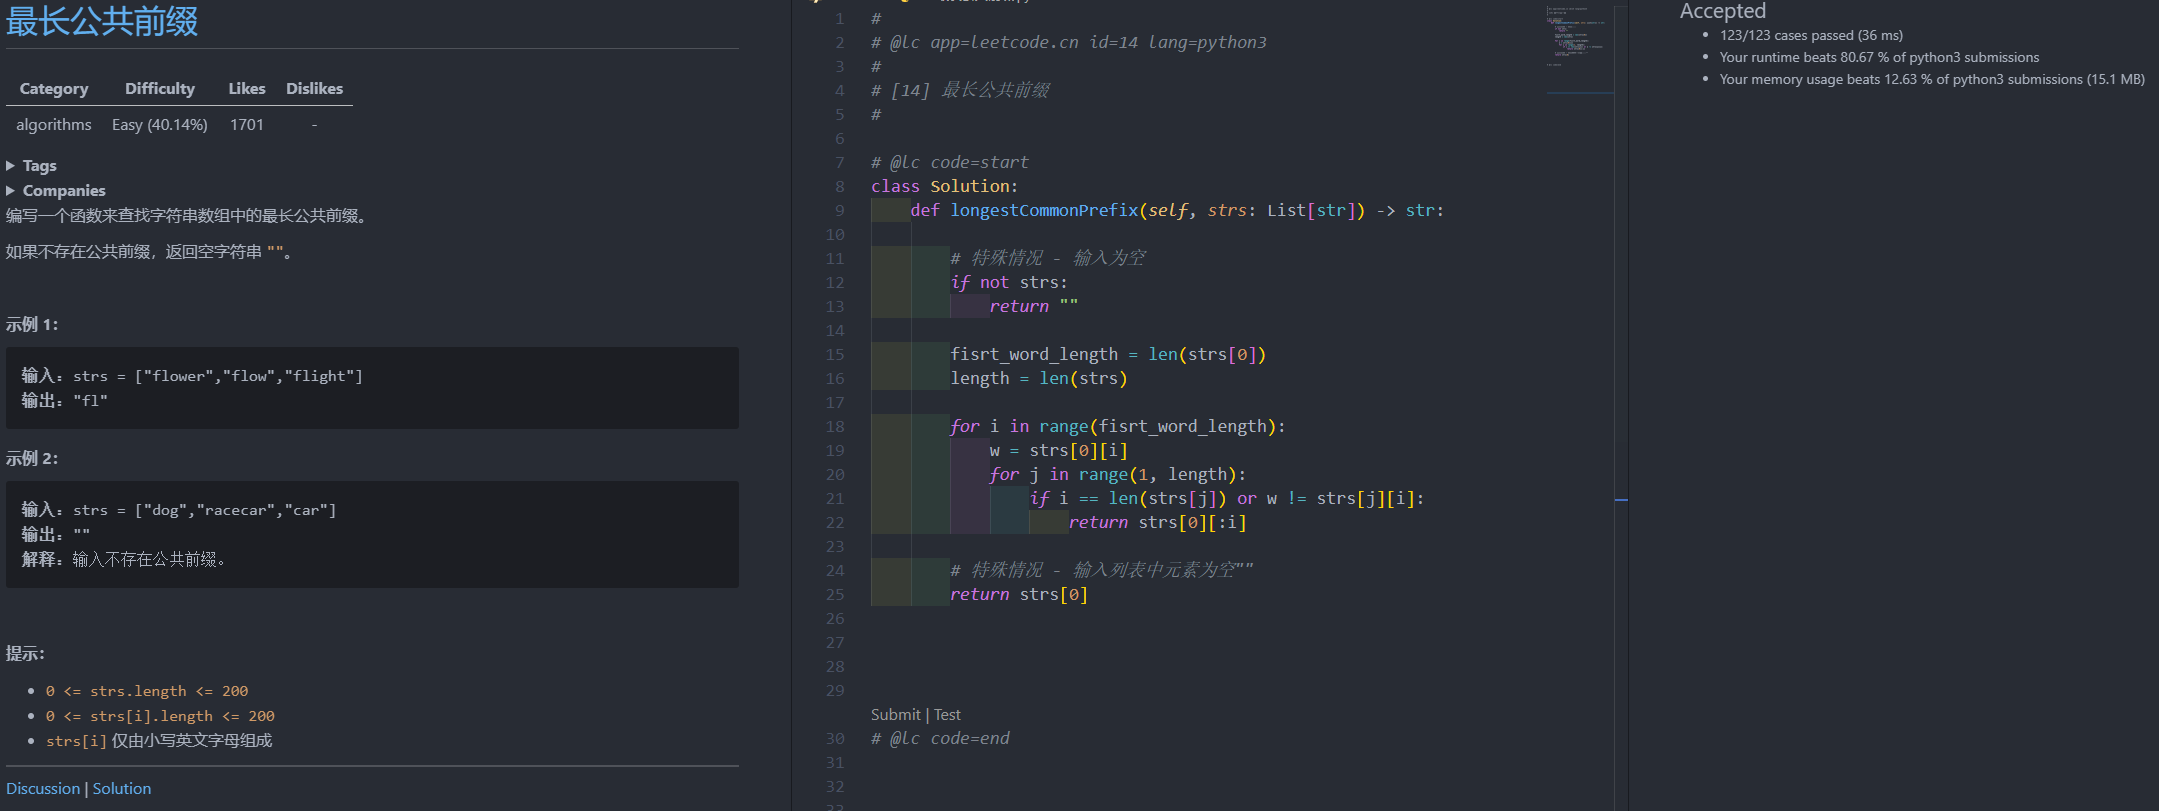 最长公共前缀
Category Difficulty Likes Dislikes
algorithms Easy (40.14%) 1701 -
Tags
Companies
编写一个函数来查找字符串数组中的最长公共前缀。
如果不存在公共前缀，返回空字符串 ""。
示例 1：
输入：strs = ["flower","flow","flight"]
输出："fl"
示例 2：
输入：strs = ["dog","racecar","car"]
输出：""
解释：输入不存在公共前缀。
提示：
0 <= strs.length <= 200
0 <= strs[i].length <= 200
strs[i] 仅由小写英文字母组成
Discussion | Solution
1 #
2 # @lc app=leetcode.cn id=14 lang=python3
3 #
4 # [14] 最长公共前缀
5 #
6
7 # @lc code=start
8 class Solution:
9 def longestCommonPrefix(self, strs: List[str]) -> str:
10
11 # 特殊情况 - 输入为空
12 if not strs:
13 return ""
14
15 fisrt_word_length = len(strs[0])
16 length = len(strs)
17
18 for i in range(fisrt_word_length):
19 w = strs[0][i]
20 for j in range(1, length):
21 if i == len(strs[j]) or w != strs[j][i]:
22 return strs[0][:i]
23
24 # 特殊情况 - 输入列表中元素为空""
25 return strs[0]
26
27
28
29
Submit | Test
30 # @lc code=end
31
32
Accepted
123/123 cases passed (36 ms)
Your runtime beats 80.67 % of python3 submissions
Your memory usage beats 12.63 % of python3 submissions (15.1 MB)